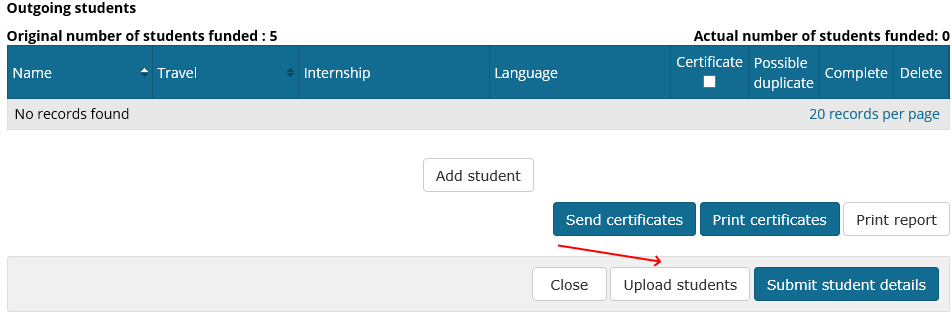 Outgoing students
Original number of students funded : 5 Actual number of students funded: 0
Name Travel Internship Language Certificate Possible duplicate Complete Delete
No records found 20 records per page
Add student
Send certificates Print certificates Print report
Close Upload students Submit student details